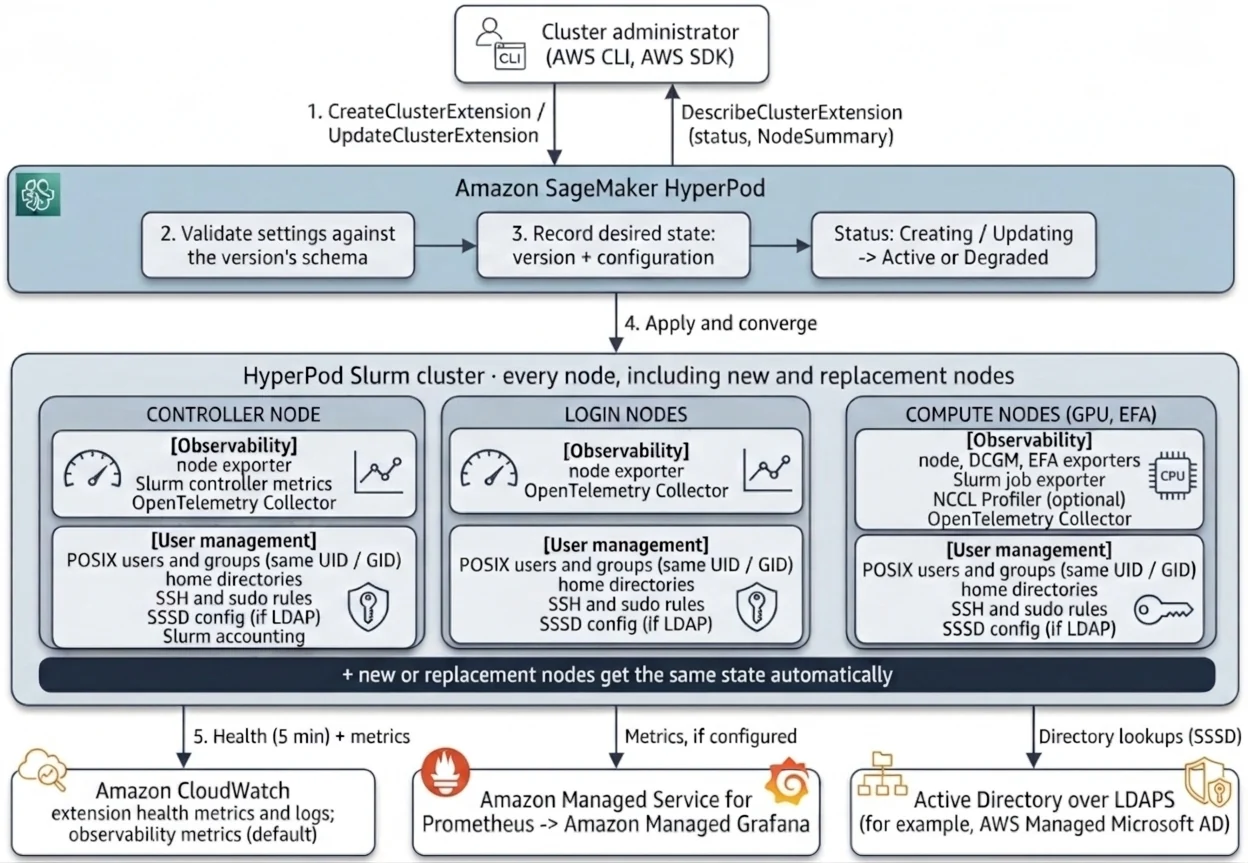 Cluster administrator
(AWS CLI, AWS SDK)
CLI
1. CreateClusterExtension /
UpdateClusterExtension
DescribeClusterExtension
(status, NodeSummary)
Amazon SageMaker HyperPod
2. Validate settings against
the version's schema
3. Record desired state:
version + configuration
Status: Creating / Updating
-> Active or Degraded
4. Apply and converge
HyperPod Slurm cluster · every node, including new and replacement nodes
CONTROLLER NODE
[Observability]
node exporter
Slurm controller metrics
OpenTelemetry Collector
[User management]
POSIX users and groups (same UID / GID)
home directories
SSH and sudo rules
SSSD config (if LDAP)
Slurm accounting
LOGIN NODES
[Observability]
node exporter
OpenTelemetry Collector
[User management]
POSIX users and groups (same UID / GID)
home directories
SSH and sudo rules
SSSD config (if LDAP)
COMPUTE NODES (GPU, EFA)
[Observability]
node, DCGM, EFA exporters
Slurm job exporter
NCCL Profiler (optional)
OpenTelemetry Collector
CPU
[User management]
POSIX users and groups (same UID / GID)
home directories
SSH and sudo rules
SSSD config (if LDAP)
+ new or replacement nodes get the same state automatically
5. Health (5 min) + metrics
Metrics, if configured
Directory lookups (SSSD)
Amazon CloudWatch
extension health metrics and logs;
observability metrics (default)
Amazon Managed Service for
Prometheus -> Amazon Managed Grafana
Active Directory over LDAPS
(for example, AWS Managed Microsoft AD)